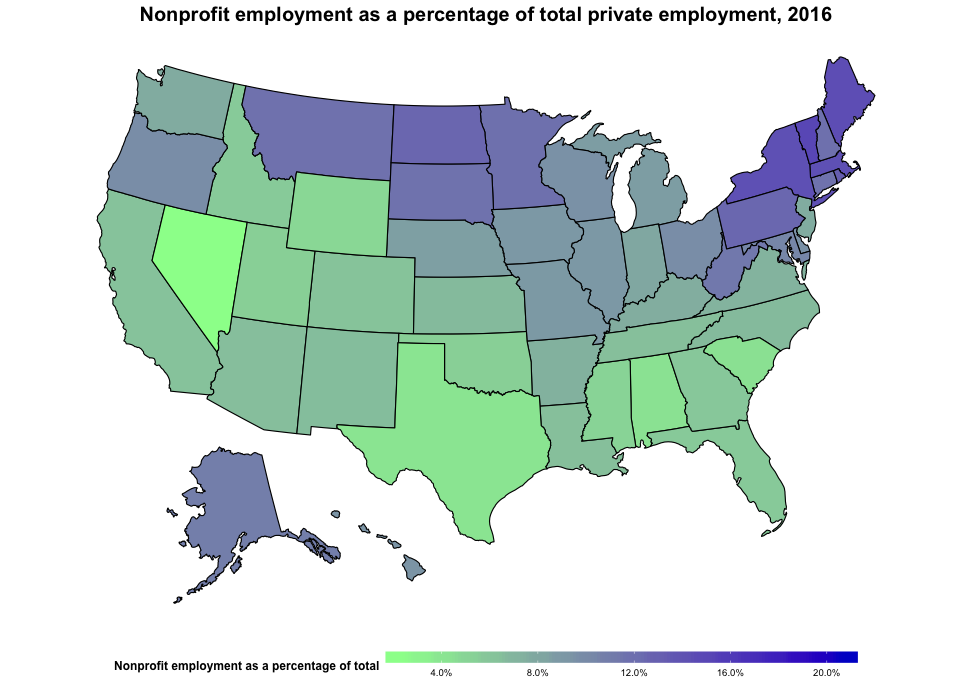 Nonprofit employment as a percentage of total private employment, 2016
Nonprofit employment as a percentage of total
4.0% 8.0% 12.0% 16.0% 20.0%